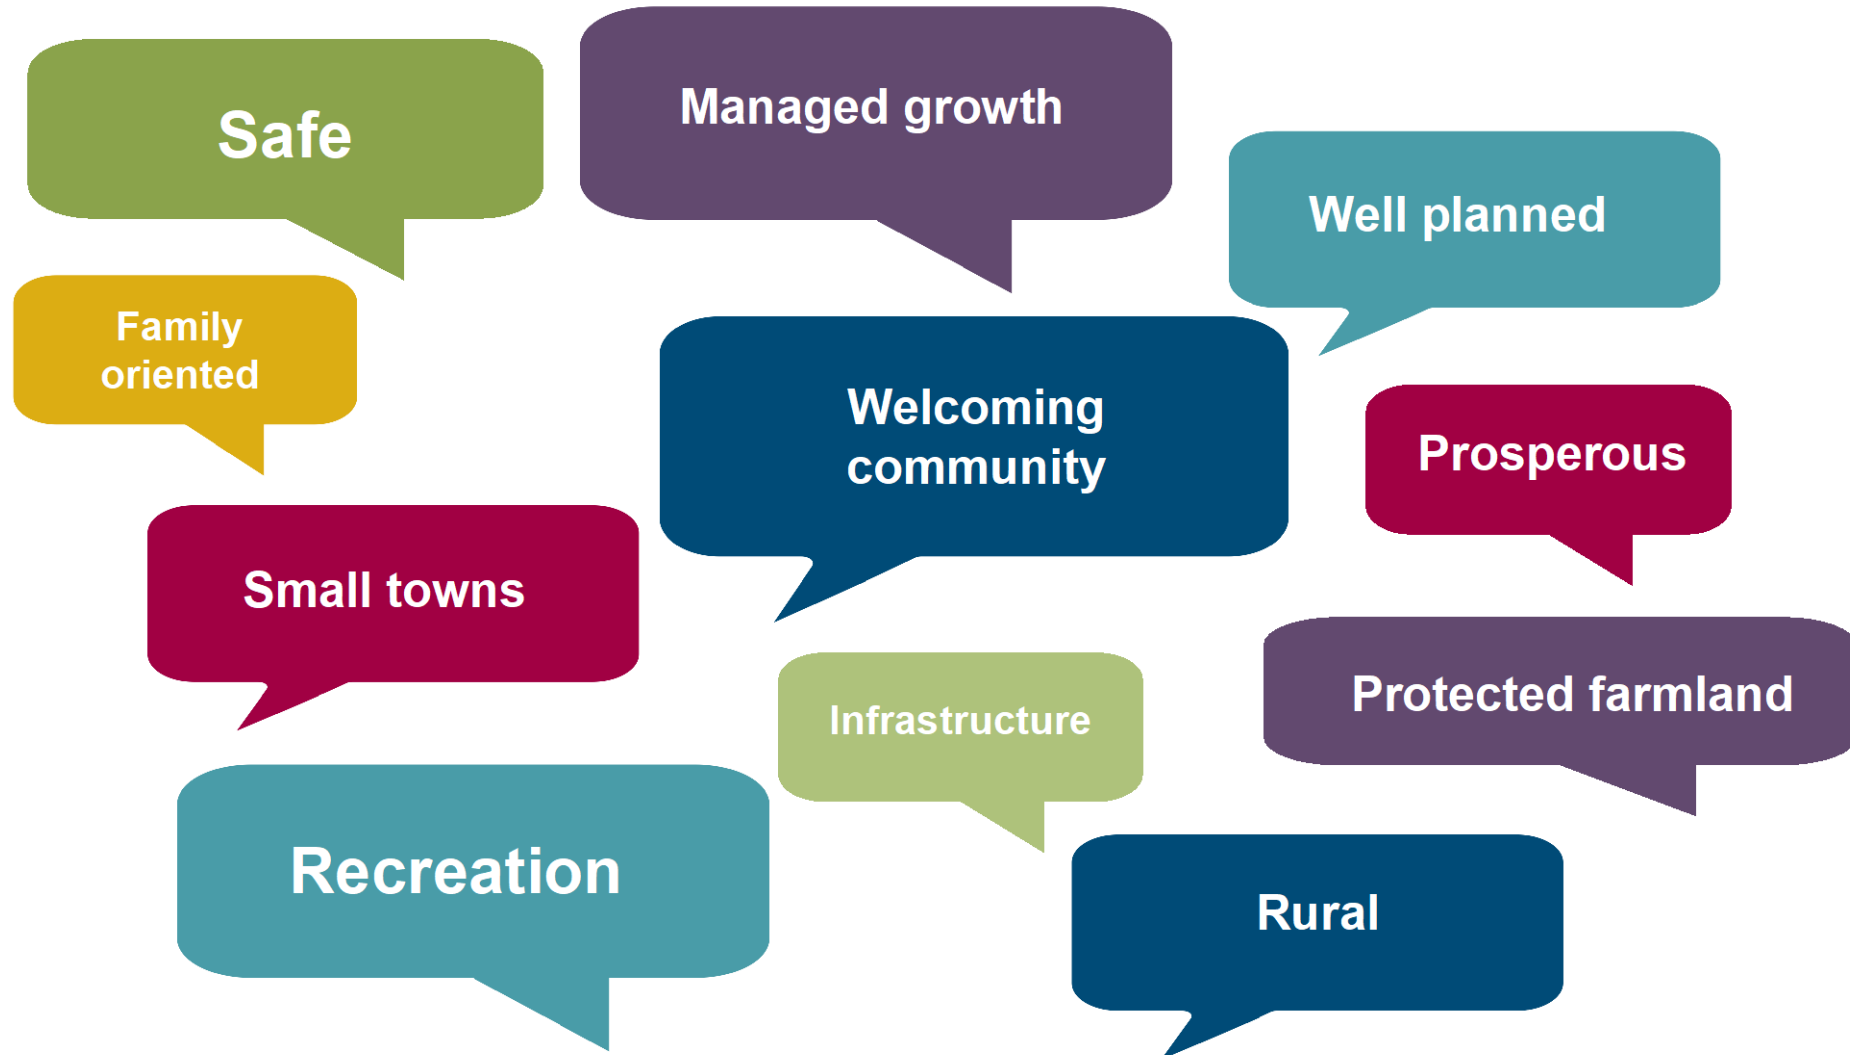 Safe
Managed growth
Well planned
Family
oriented
Welcoming
community
Prosperous
Small towns
Protected farmland
Infrastructure
Recreation
Rural